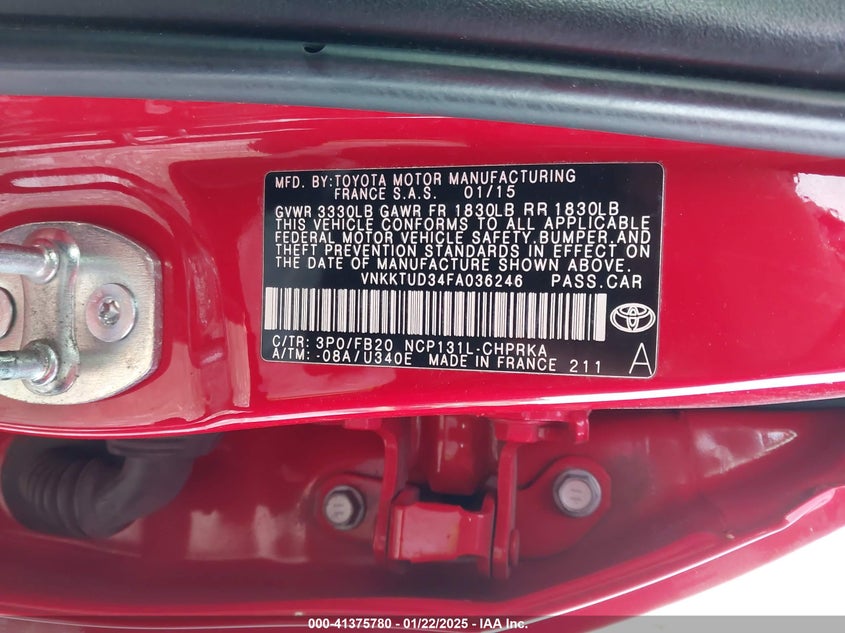 MFD. BY:TOYOTA MOTOR MANUFACTURING
FRANCE S.A.S. 01/15
GVWR 3330LB GAWR FR 1830LB RR 1830LB
THIS VEHICLE CONFORMS TO ALL APPLICABLE
FEDERAL MOTOR VEHICLE SAFETY, BUMPER, AND
THEFT PREVENTION STANDARDS IN EFFECT ON
THE DATE OF MANUFACTURE SHOWN ABOVE.
VNKKTUD34FA036246 PASS.CAR
C/TR: 3P0/FB20 NCP131L-CHPRKA
A/TM: -08A/U340E MADE IN FRANCE 211 A
000-41375780 - 01/22/2025 - IAA Inc.